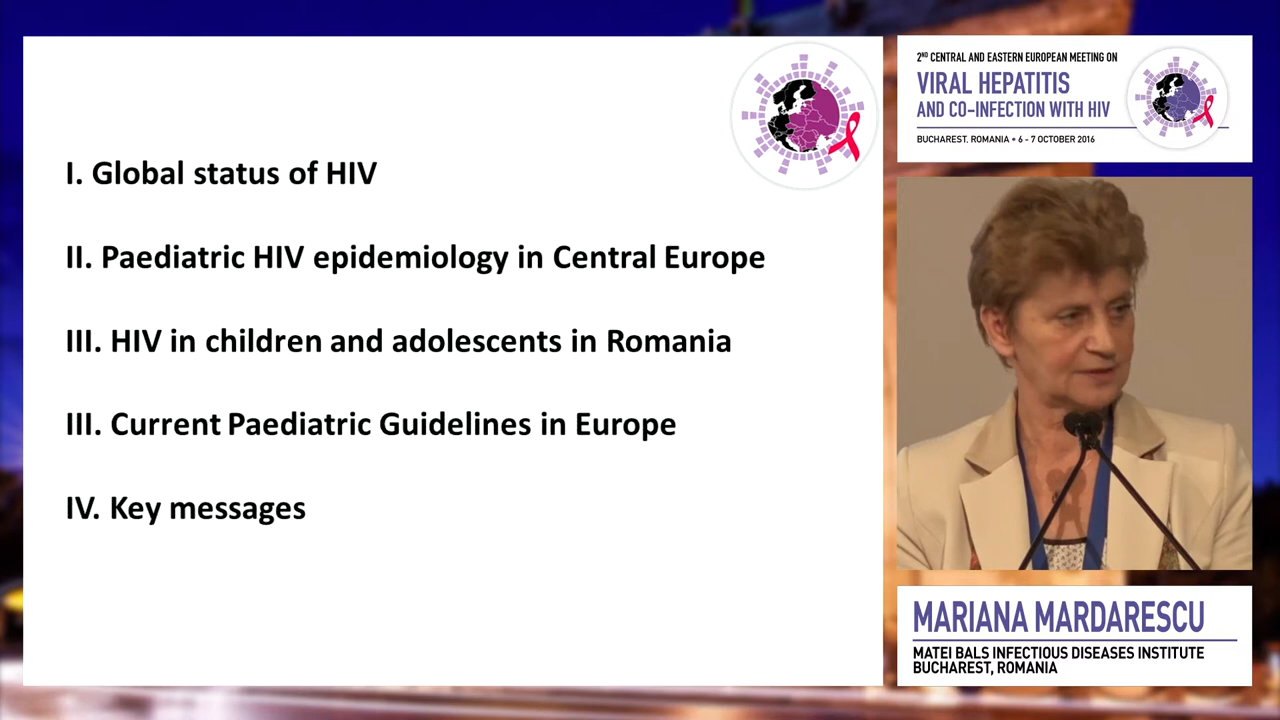 I. Global status of HIV
II. Paediatric HIV epidemiology in Central Europe
III. HIV in children and adolescents in Romania
III. Current Paediatric Guidelines in Europe
IV. Key messages
2ND CENTRAL AND EASTERN EUROPEAN MEETING ON
VIRAL HEPATITIS
AND CO-INFECTION WITH HIV
BUCHAREST, ROMANIA • 6 - 7 OCTOBER 2016
MARIANA MARDARESCU
MATEI BALS INFECTIOUS DISEASES INSTITUTE
BUCHAREST, ROMANIA